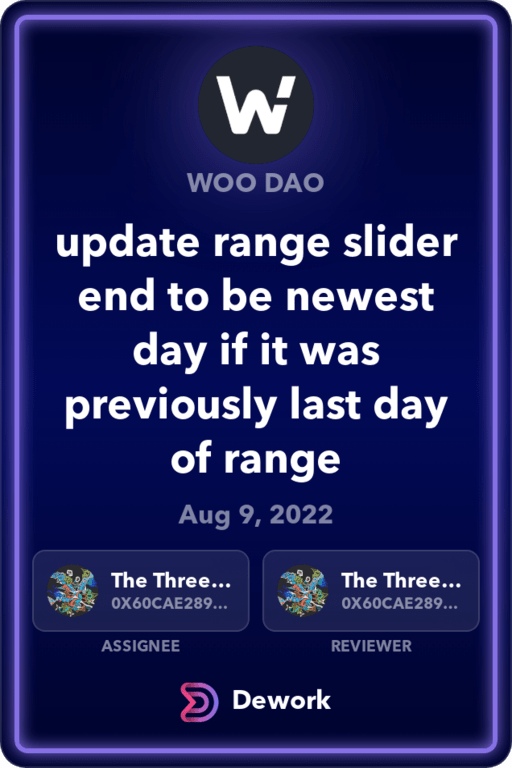 WOO DAO
update range slider
end to be newest
day if it was
previously last day
of range
Aug 9, 2022
The Three...
0X60CAE289...
ASSIGNEE
The Three...
0X60CAE289...
REVIEWER
Dework